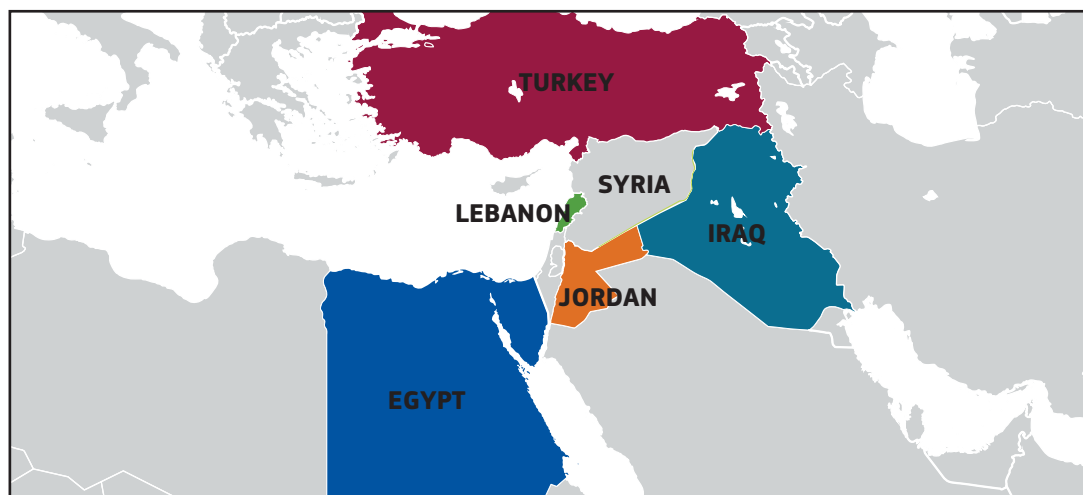 TURKEY
SYRIA
LEBANON
IRAQ
JORDAN
EGYPT